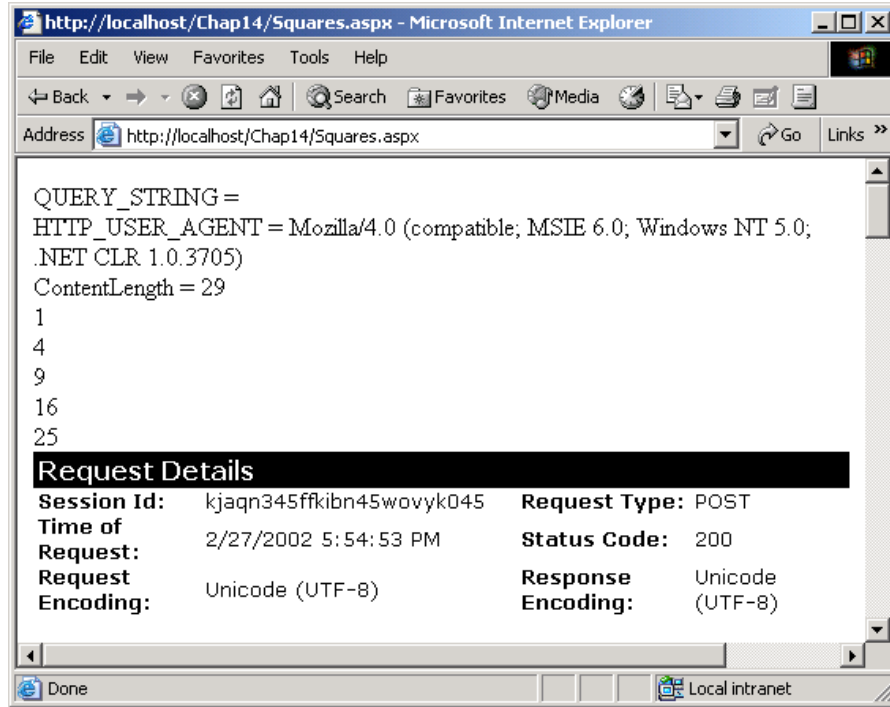 http://localhost/Chap14/Squares.aspx - Microsoft Internet Explorer
File Edit View Favorites Tools Help
Back Search Favorites Media
Address http://localhost/Chap14/Squares.aspx Go Links »
QUERY_STRING =
HTTP_USER_AGENT = Mozilla/4.0 (compatible; MSIE 6.0; Windows NT 5.0;
.NET CLR 1.0.3705)
ContentLength = 29
1
4
9
16
25
Request Details
Session Id: kjaqn345ffkibn45wovyk045 Request Type: POST
Time of
Request: 2/27/2002 5:54:53 PM Status Code: 200
Request
Encoding: Unicode (UTF-8) Response
Encoding: Unicode
(UTF-8)
Done Local intranet